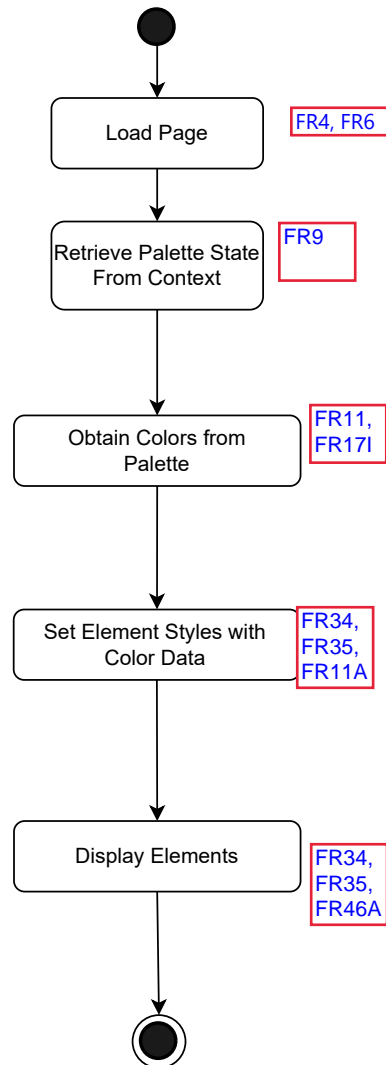 Load Page
FR4, FR6
Retrieve Palette State
From Context
FR9
Obtain Colors from
Palette
FR11,
FR17I
Set Element Styles with
Color Data
FR34,
FR35,
FR11A
Display Elements
FR34,
FR35,
FR46A